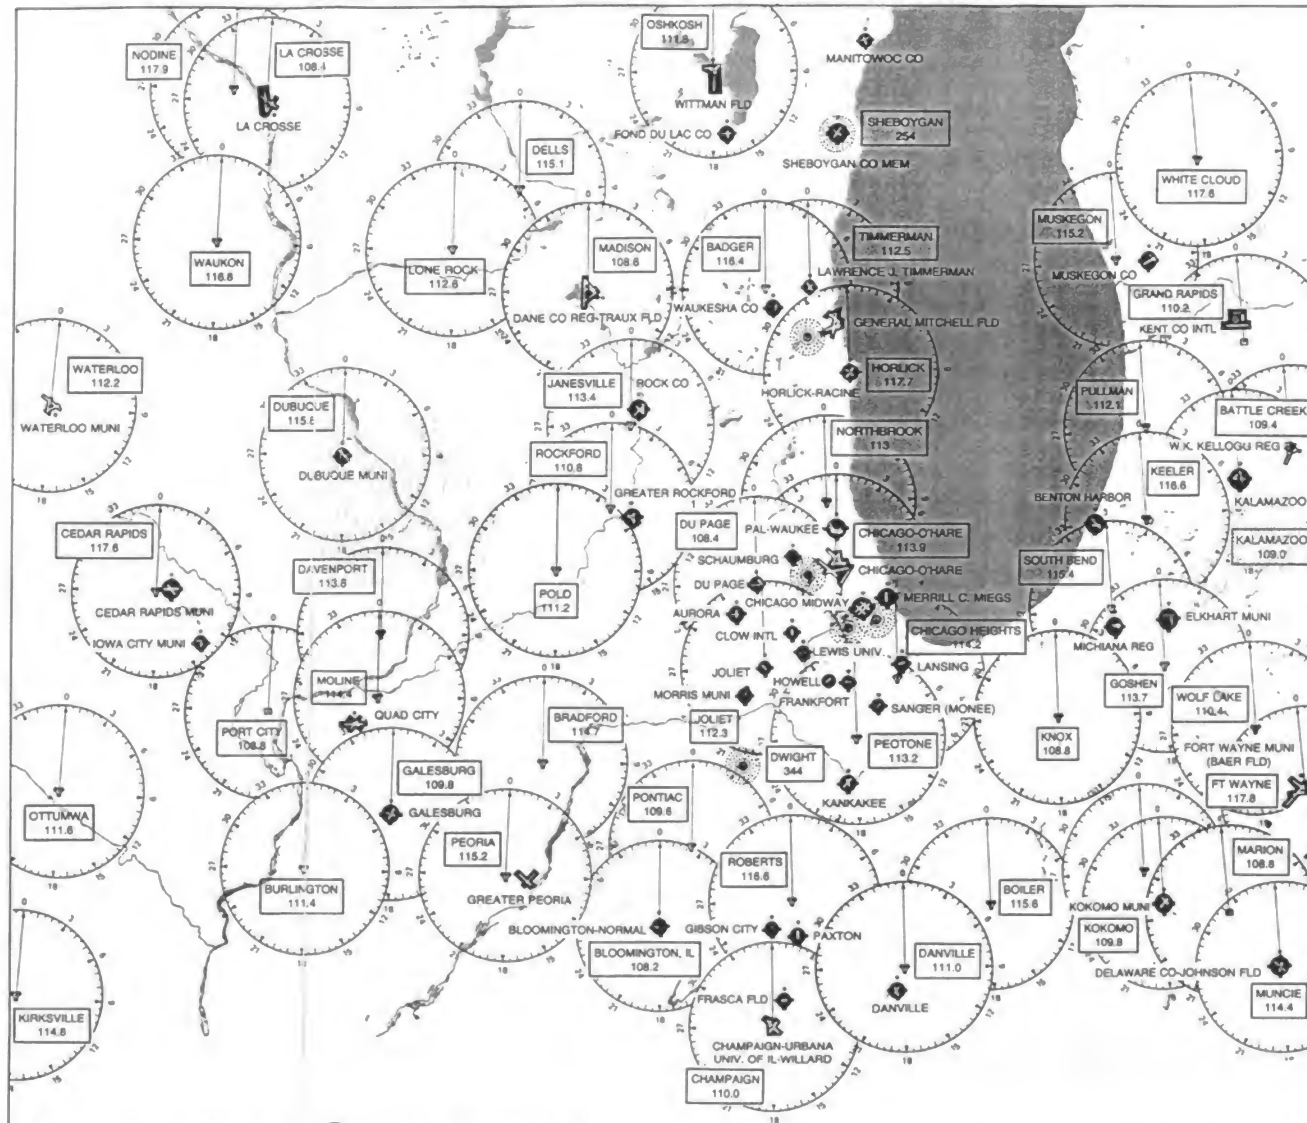 NODINE
117.9
LA CROSSE
108.4
LA CROSSE
OSHKOSH
111.8
WITTMAN FLD
FOND DU LAC CO
MANITOWOC CO
SHEBOYGAN
254
SHEBOYGAN CO MEM
DELLS
115.1
WHITE CLOUD
117.6
WAUKON
116.8
LONE ROCK
112.6
MADISON
108.6
DANE CO REG-TRAUX FLD
BADGER
116.4
WAUKESHA CO
TIMMERMAN
112.5
LAWRENCE J. TIMMERMAN
GENERAL MITCHELL FLD
MUSKEGON
115.2
MUSKEGON CO
GRAND RAPIDS
110.2
KENT CO INTL
WATERLOO
112.2
WATERLOO MUNI
DUBUQUE
115.8
DUBUQUE MUNI
JANESVILLE
113.4
ROCK CO
HORLICK
117.7
HORLICK-RACINE
PULLMAN
112.1
BATTLE CREEK
109.4
W.K. KELLOGU REG
NORTHBROOK
113
ROCKFORD
110.8
GREATER ROCKFORD
KEELER
116.6
BENTON HARBOR
KALAMAZOO
KALAMAZOO
109.0
CEDAR RAPIDS
117.6
CEDAR RAPIDS MUNI
IOWA CITY MUNI
DAVENPORT
113.8
POLO
111.2
DU PAGE
108.4
PAL-WAUKEE
CHICAGO-O'HARE
113.9
CHICAGO-O'HARE
SCHAUMBURG
DU PAGE
AURORA
CHICAGO MIDWAY
MERRILL C. MIEGS
CLOW INTL
LEWIS UNIV.
CHICAGO HEIGHTS
114.2
LANSING
JOLIET
HOWELL
FRANKFORT
MORRIS MUNI
SANGER (MONEE)
SOUTH BEND
115.4
MICHIANA REG
ELKHART MUNI
GOSHEN
113.7
WOLF LAKE
110.4
FORT WAYNE MUNI
(BAER FLD)
FT WAYNE
117.8
MOLINE
114.4
QUAD CITY
PORT CITY
108.8
BRADFORD
114.7
JOLIET
112.3
DWIGHT
344
PEOTONE
113.2
KANKAKEE
KNOX
108.8
OTTUMWA
111.6
GALESBURG
109.8
GALESBURG
PONTIAC
109.6
PEORIA
115.2
GREATER PEORIA
BURLINGTON
111.4
ROBERTS
116.6
BOILER
115.6
MARION
108.8
KOKOMO MUNI
KOKOMO
109.8
BLOOMINGTON-NORMAL
BLOOMINGTON, IL
108.2
GIBSON CITY
PAXTON
DANVILLE
111.0
DANVILLE
DELAWARE CO-JOHNSON FLD
MUNCIE
114.4
KIRKSVILLE
114.6
FRASCA FLD
CHAMPAIGN-URBANA
UNIV. OF IL-WILLARD
CHAMPAIGN
110.0